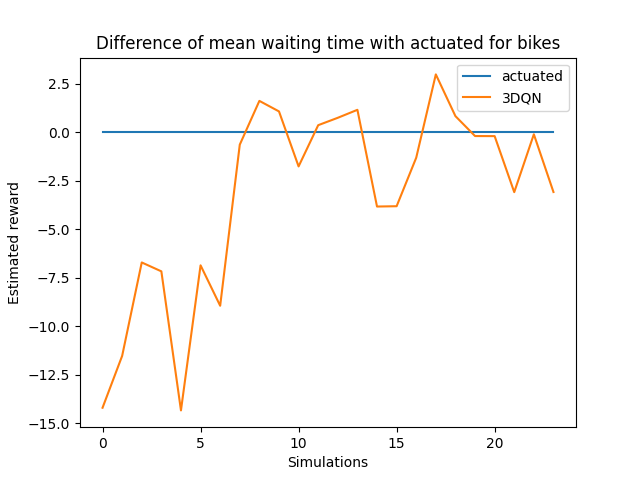 Difference of mean waiting time with actuated for bikes
actuated
3DQN
2.5
0.0
−2.5
−5.0
−7.5
−10.0
−12.5
−15.0
Estimated reward
0 5 10 15 20
Simulations